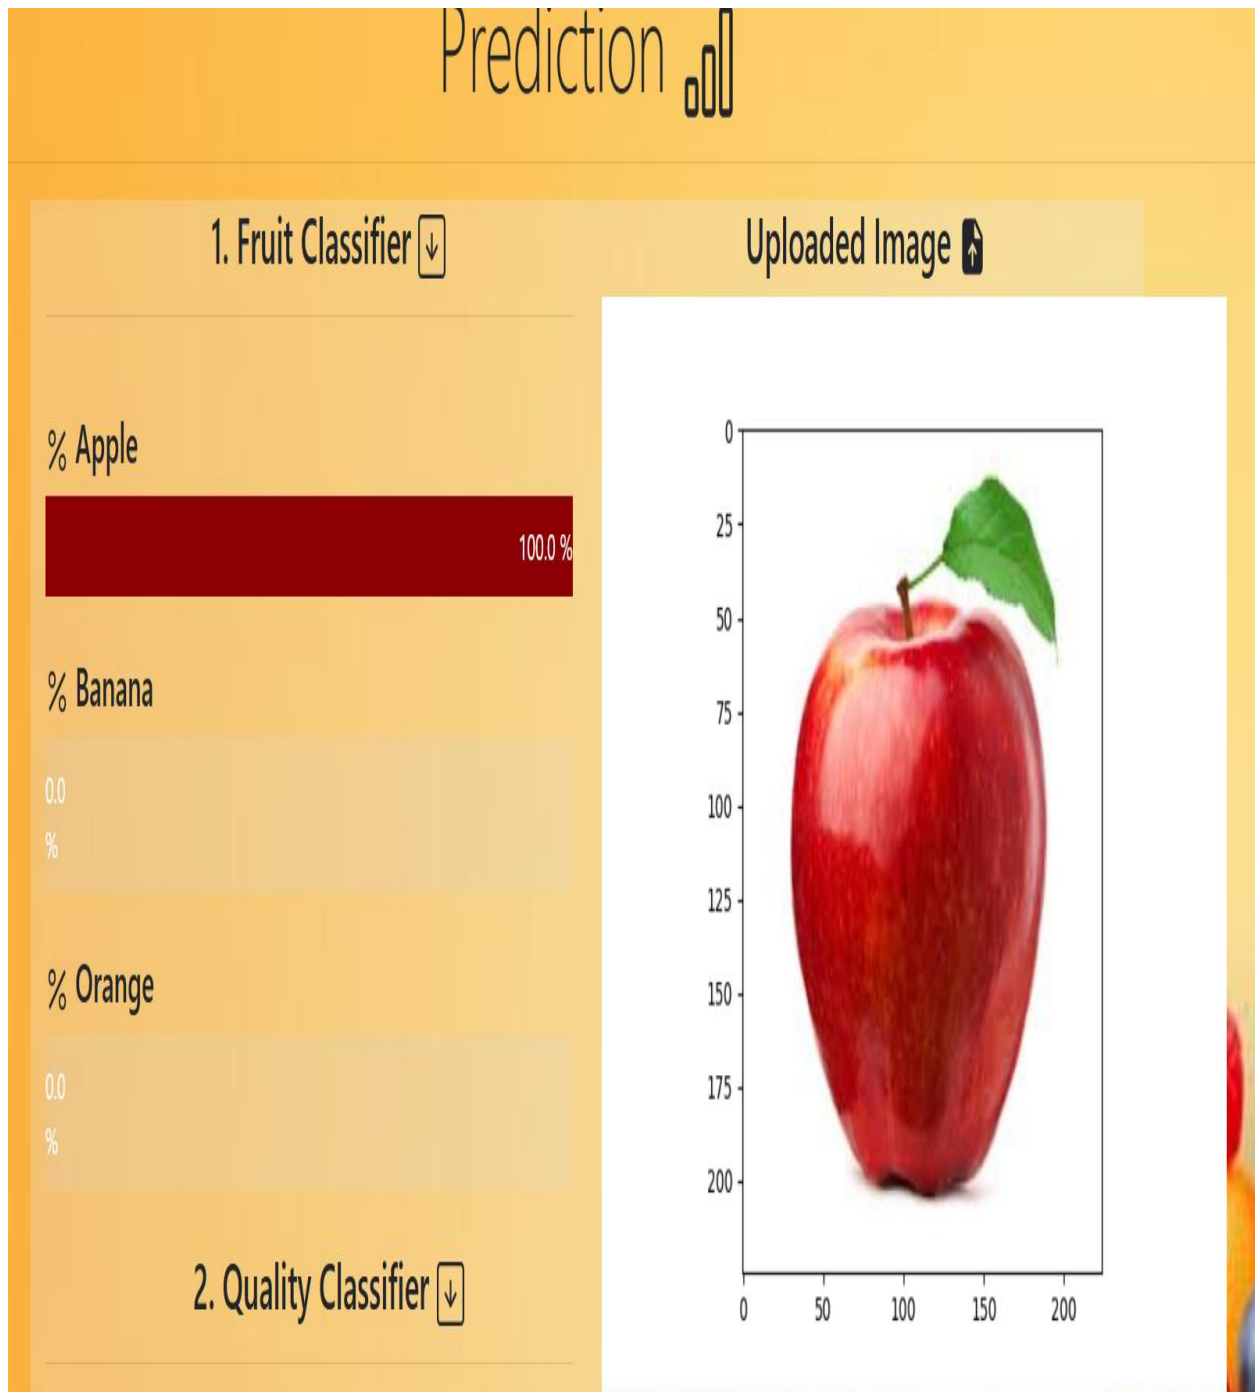 Prediction
1. Fruit Classifier
% Apple
100.0 %
% Banana
0.0
%
% Orange
0.0
%
2. Quality Classifier
Uploaded Image
0
25
50
75
100
125
150
175
200
0
50
100
150
200